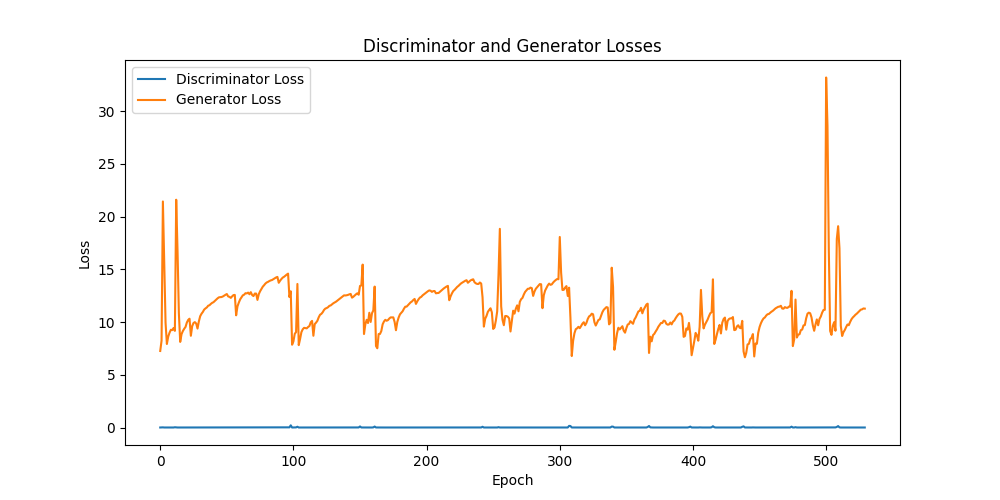 Discriminator and Generator Losses
Discriminator Loss
Generator Loss
30
25
20
15
10
5
0
Loss
0 100 200 300 400 500
Epoch